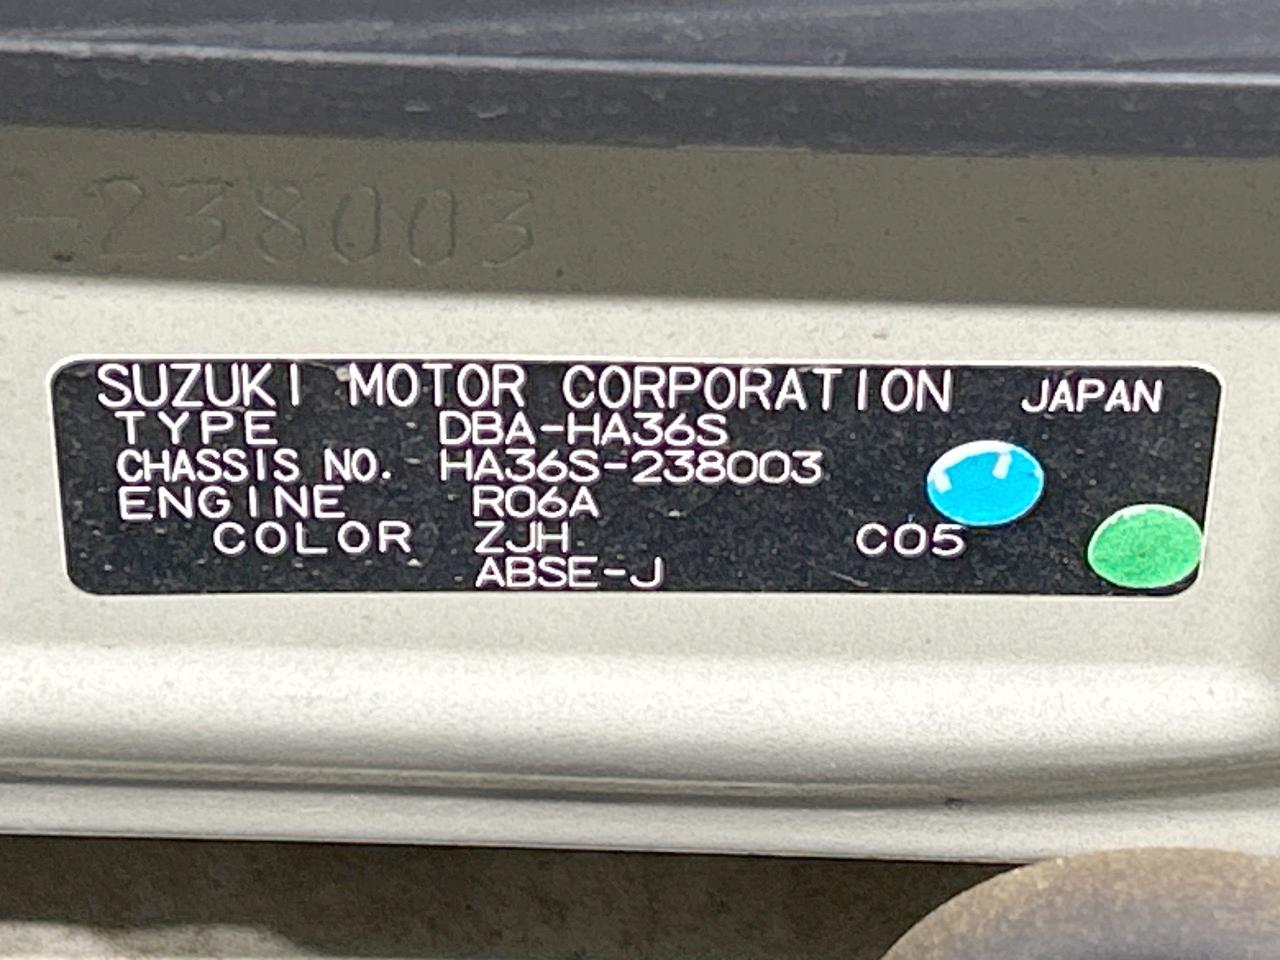 -238003
SUZUKI MOTOR CORPORATION JAPAN
TYPE DBA-HA36S
CHASSIS NO. HA36S-238003
ENGINE R06A
COLOR ZJH C05
ABSE-J